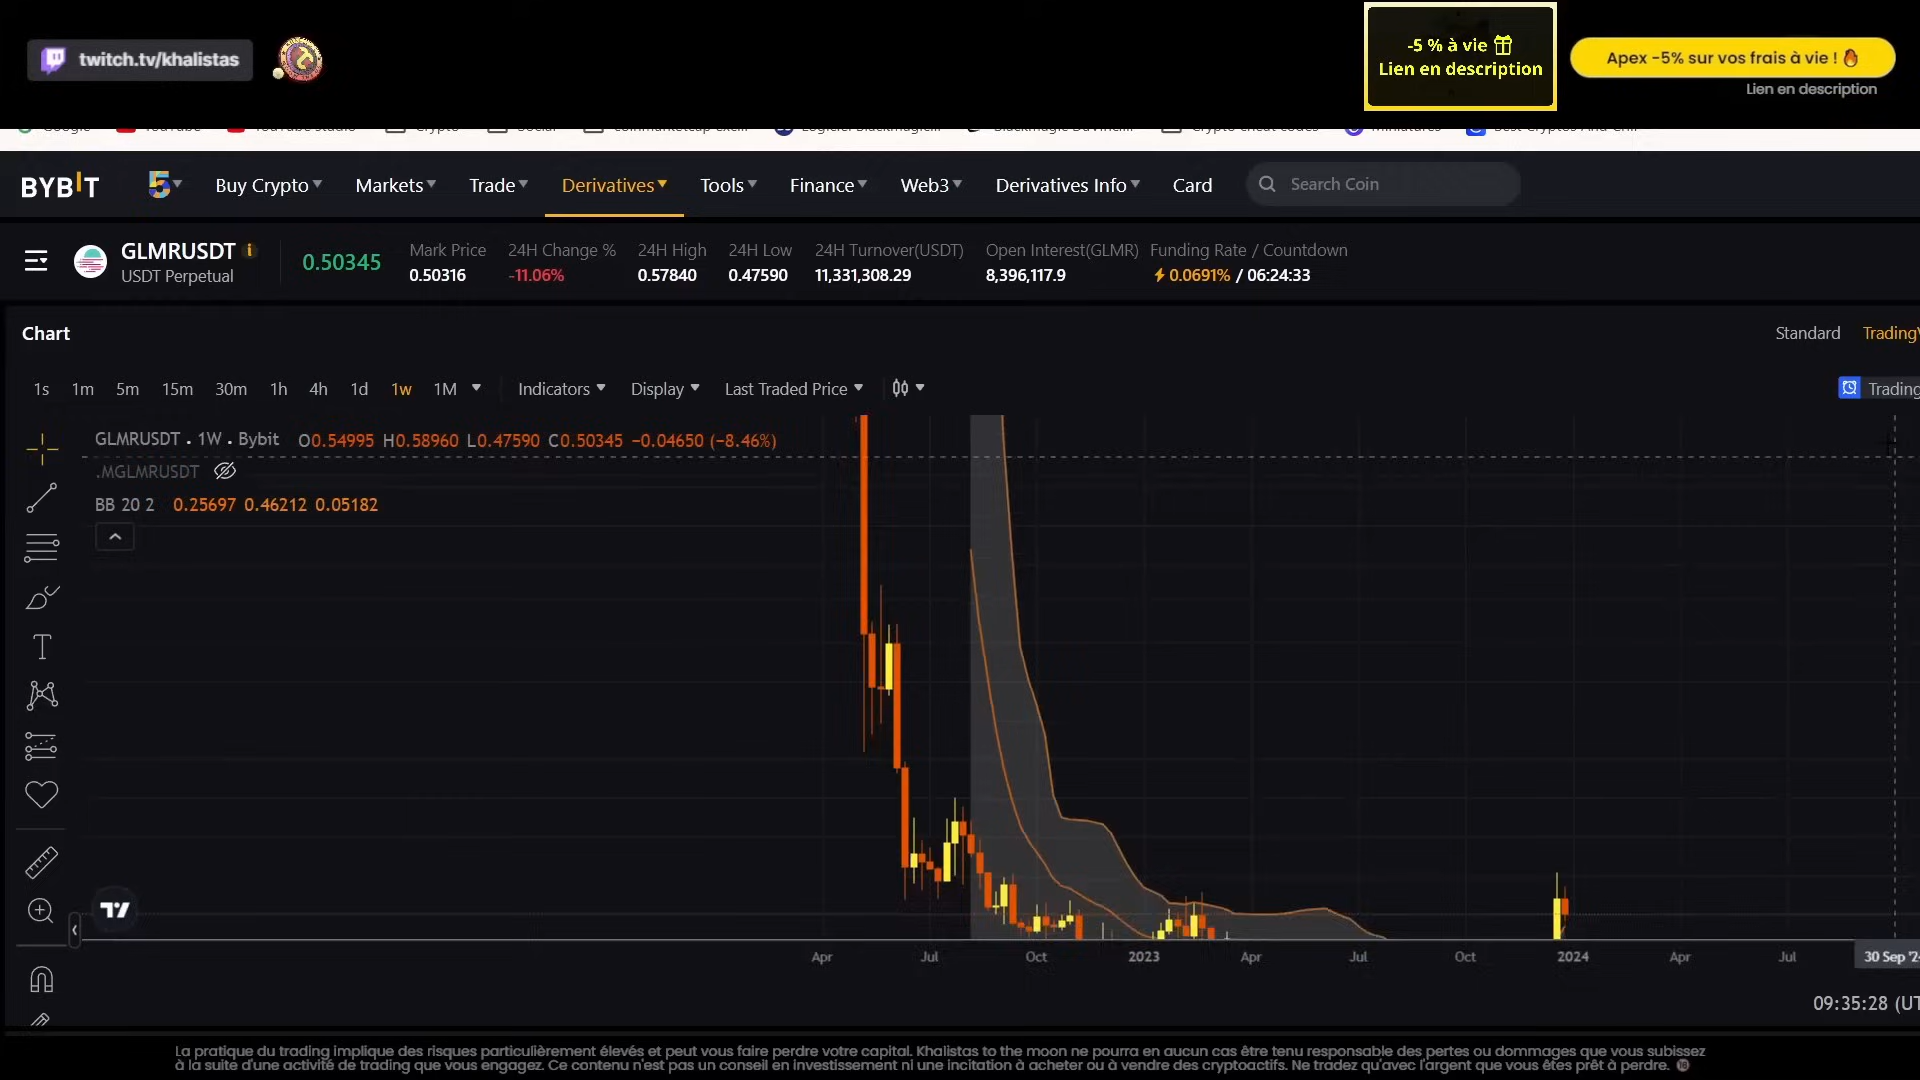 twitch.tv/khalistas
-5 % à vie
Lien en description
Apex -5% sur vos frais à vie !
Lien en description
BYBIT
Buy Crypto
Markets
Trade
Derivatives
Tools
Finance
Web3
Derivatives Info
Card
Search Coin
GLMRUSDT
USDT Perpetual
0.50345
Mark Price
0.50316
24H Change %
-11.06%
24H High
0.57840
24H Low
0.47590
24H Turnover(USDT)
11,331,308.29
Open Interest(GLMR)
8,396,117.9
Funding Rate / Countdown
0.0691% / 06:24:33
Chart
Standard
Trading
1s 1m 5m 15m 30m 1h 4h 1d 1w 1M
Indicators
Display
Last Traded Price
Trading
GLMRUSDT . 1W . Bybit O0.54995 H0.58960 L0.47590 C0.50345 −0.04650 (−8.46%)
.MGLMRUSDT
BB 20 2 0.25697 0.46212 0.05182
Apr Jul Oct 2023 Apr Jul Oct 2024 Apr Jul 30 Sep '2
09:35:28 (UT
La pratique du trading implique des risques particulièrement élevés et peut vous faire perdre votre capital. Khalistas to the moon ne pourra en aucun cas être tenu responsable des pertes ou dommages que vous subissez
à la suite d'une activité de trading que vous engagez. Ce contenu n'est pas un conseil en investissement ni une incitation à acheter ou à vendre des cryptoactifs. Ne tradez qu'avec l'argent que vous êtes prêt à perdre.